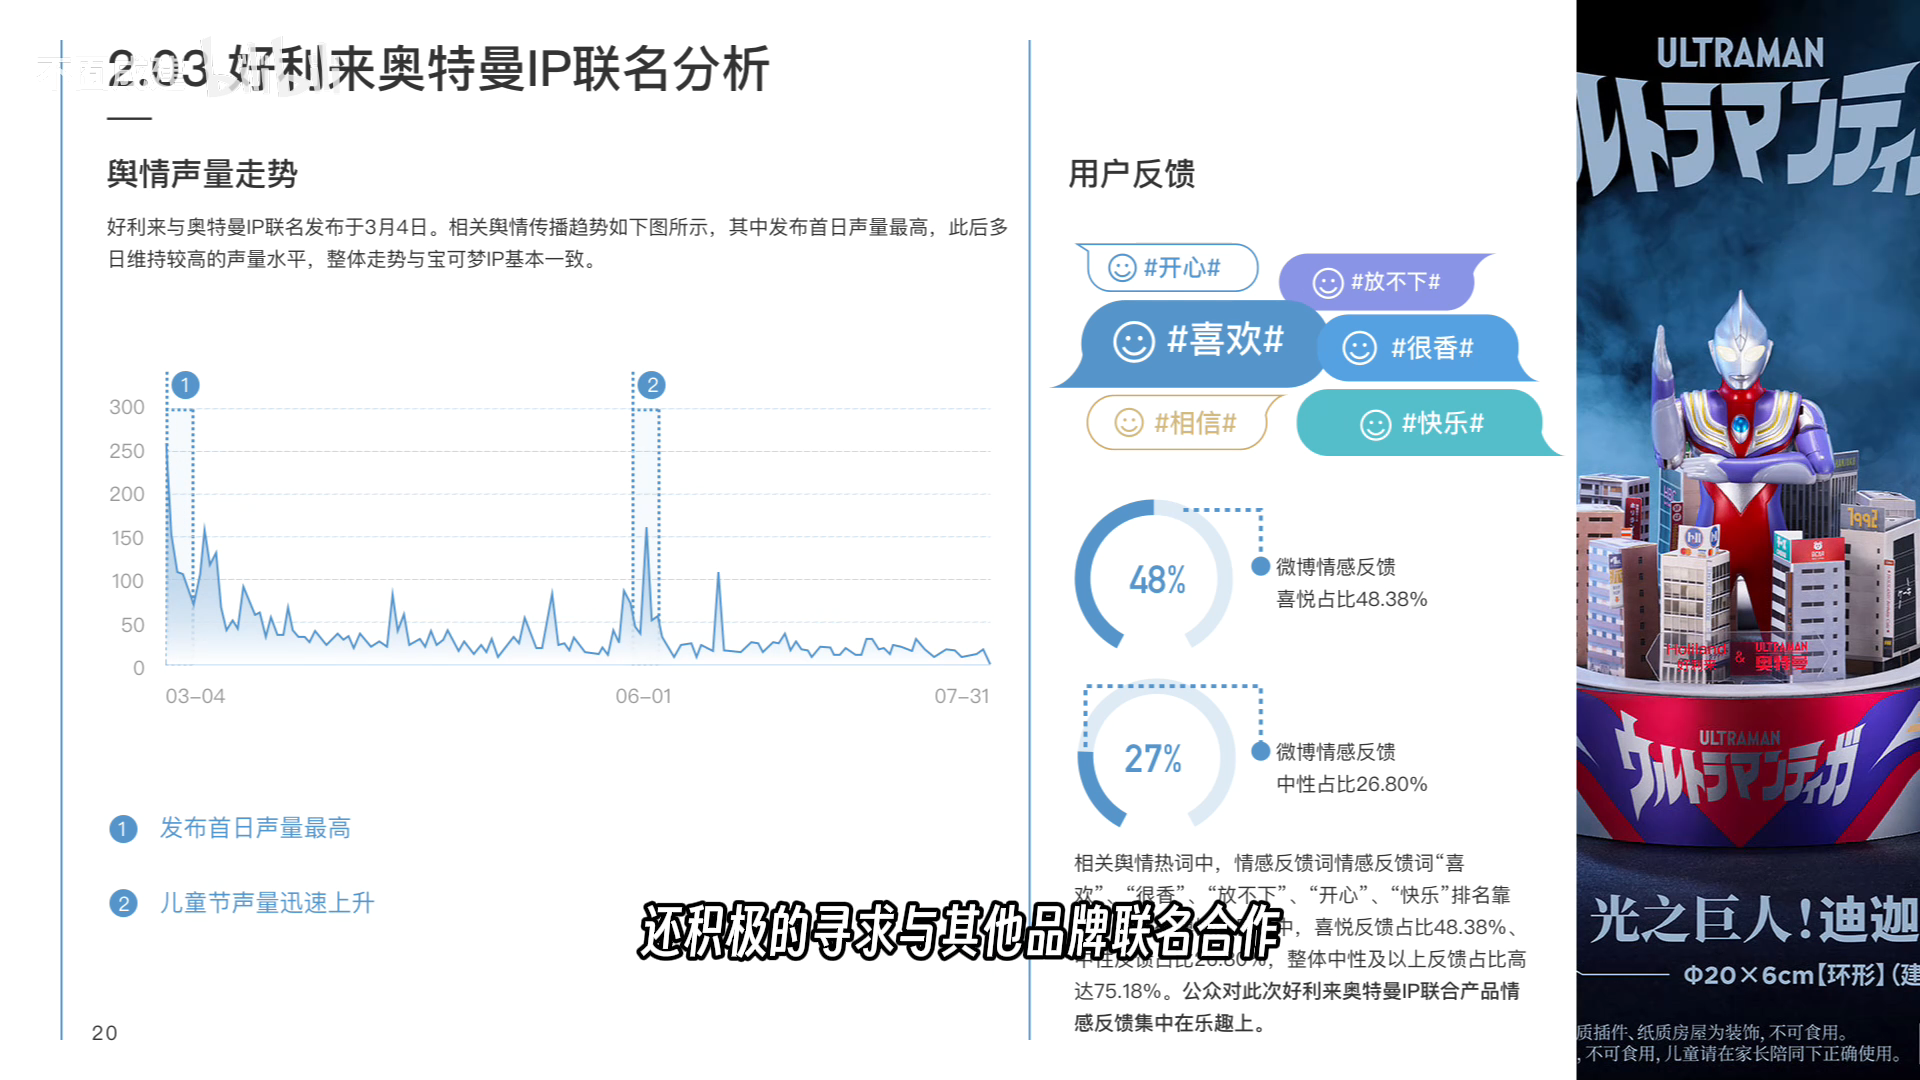 2.03 好利来奥特曼IP联名分析
舆情声量走势
好利来与奥特曼IP联名发布于3月4日。相关舆情传播趋势如下图所示，其中发布首日声量最高，此后多
日维持较高的声量水平，整体走势与宝可梦IP基本一致。
1
2
300
250
200
150
100
50
0
03-04
06-01
07-31
1 发布首日声量最高
2 儿童节声量迅速上升
20
用户反馈
#开心#
#放不下#
#喜欢#
#很香#
#相信#
#快乐#
48%
微博情感反馈
喜悦占比48.38%
27%
微博情感反馈
中性占比26.80%
相关舆情热词中，情感反馈词情感反馈词“喜
欢”、“很香”、“放不下”、“开心”、“快乐”排名靠
中，喜悦反馈占比48.38%、
中性反馈占比26.80%，整体中性及以上反馈占比高
达75.18%。公众对此次好利来奥特曼IP联合产品情
感反馈集中在乐趣上。
还积极的寻求与其他品牌联名合作
ULTRAMAN
ルトラマンティ
1992
Holiland 好利来 & ULTRAMAN 奥特曼
ULTRAMAN
ウルトラマンティガ
光之巨人！迪迦
Φ20×6cm【环形】（建
质插件、纸质房屋为装饰，不可食用。
，不可食用，儿童请在家长陪同下正确使用。